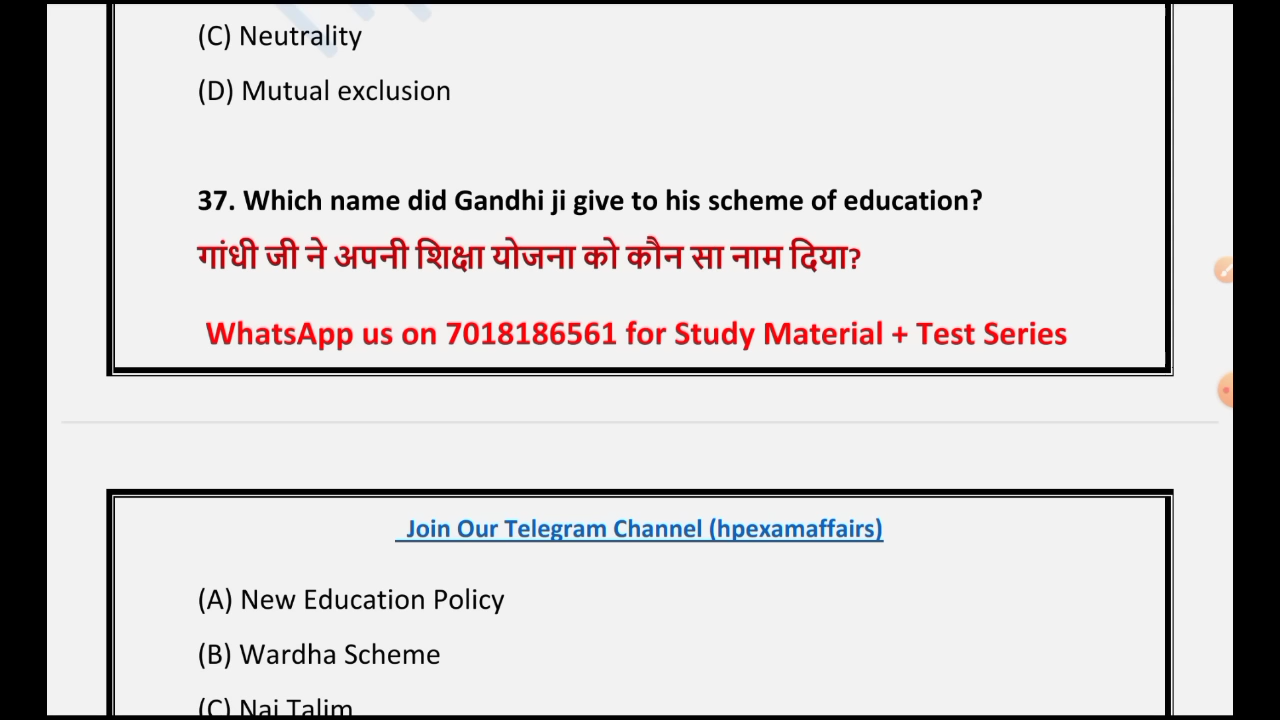 (C) Neutrality
(D) Mutual exclusion
37. Which name did Gandhi ji give to his scheme of education?
गांधी जी ने अपनी शिक्षा योजना को कौन सा नाम दिया?
WhatsApp us on 7018186561 for Study Material + Test Series
Join Our Telegram Channel (hpexamaffairs)
(A) New Education Policy
(B) Wardha Scheme
(C) Nai Talim